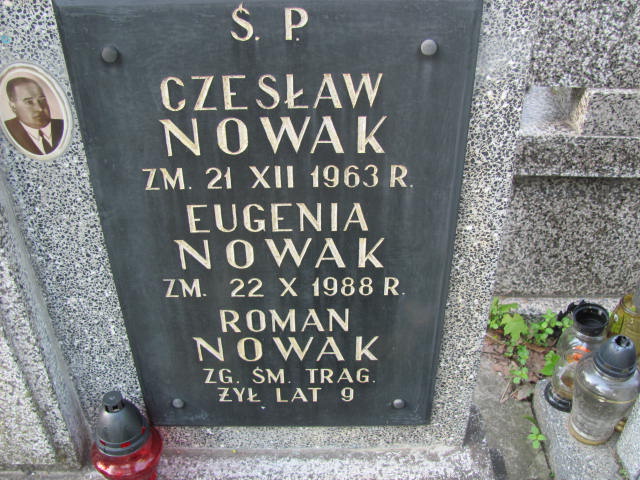 Ś. P.
CZESŁAW
NOWAK
ZM. 21 XII 1963 R.
EUGENIA
NOWAK
ZM. 22 X 1988 R.
ROMAN
NOWAK
ZG. ŚM. TRAG.
ŻYŁ LAT 9